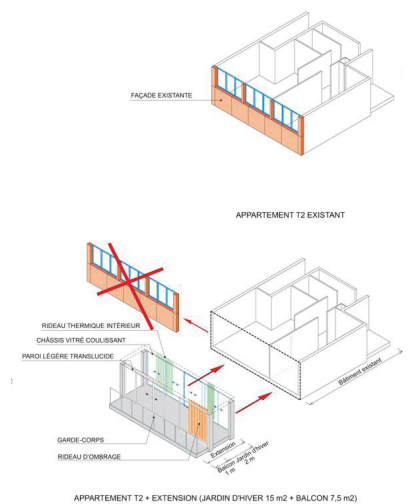 FAÇADE EXISTANTE
APPARTEMENT T2 EXISTANT
RIDEAU THERMIQUE INTÉRIEUR
CHÂSSIS VITRÉ COULISSANT
PAROI LÉGÈRE TRANSLUCIDE
Bâtiment existant
GARDE-CORPS
RIDEAU D'OMBRAGE
Extension
Balcon Jardin d'hiver
1 m 2 m
APPARTEMENT T2 + EXTENSION (JARDIN D'HIVER 15 m2 + BALCON 7,5 m2)